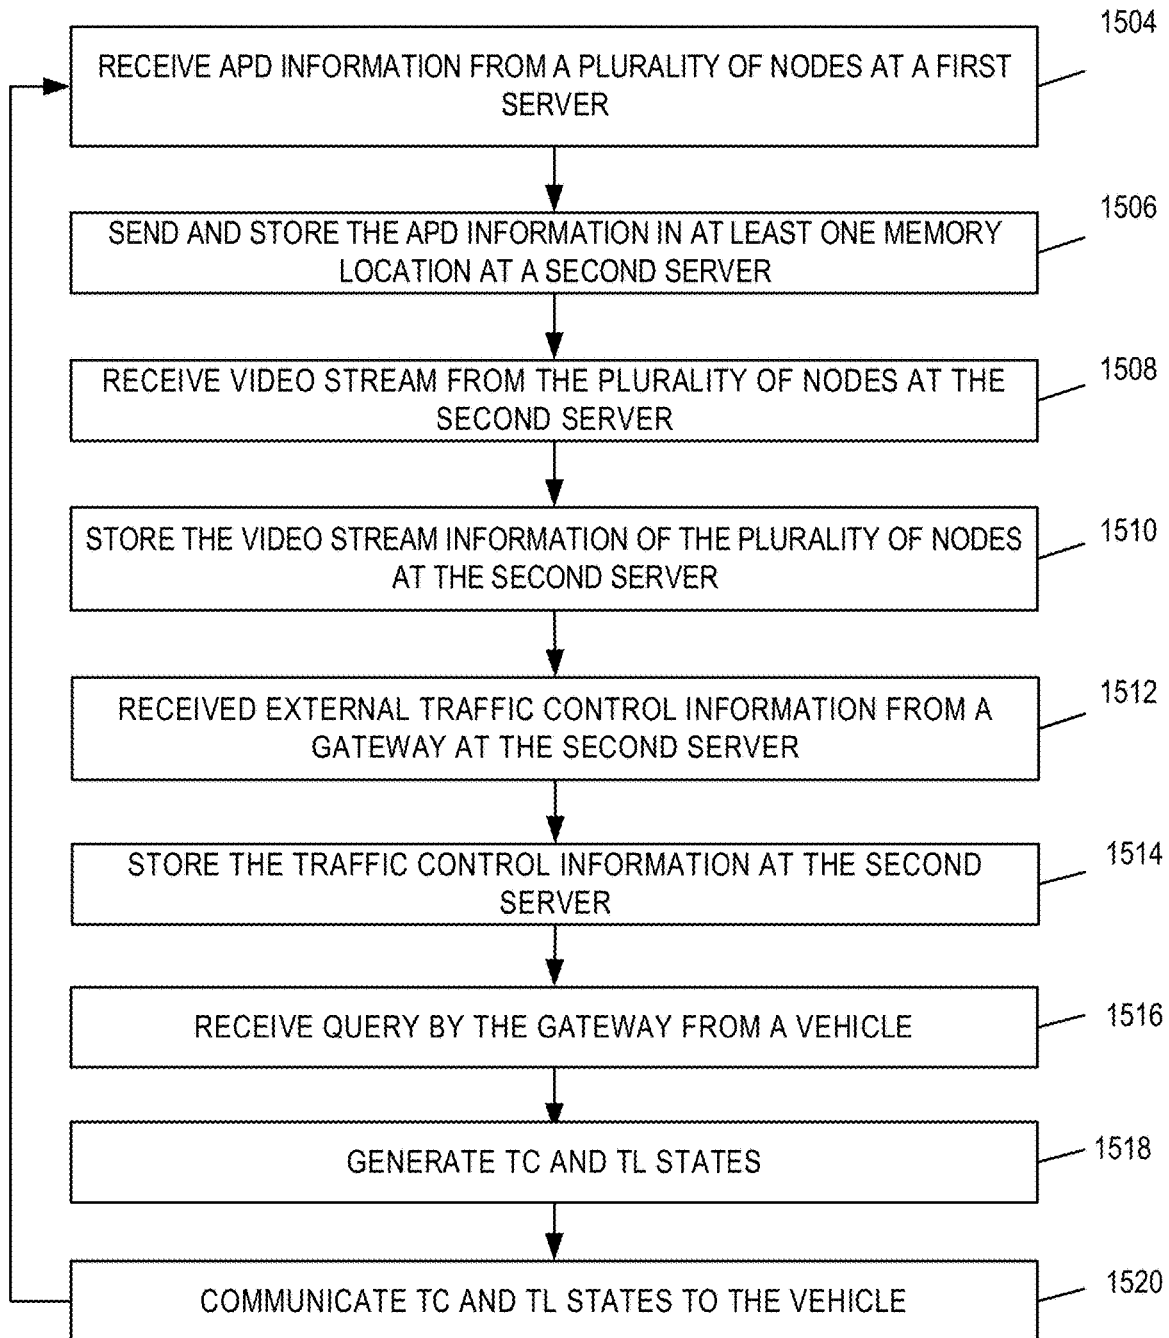 1504
RECEIVE APD INFORMATION FROM A PLURALITY OF NODES AT A FIRST
SERVER
1506
SEND AND STORE THE APD INFORMATION IN AT LEAST ONE MEMORY
LOCATION AT A SECOND SERVER
1508
RECEIVE VIDEO STREAM FROM THE PLURALITY OF NODES AT THE
SECOND SERVER
1510
STORE THE VIDEO STREAM INFORMATION OF THE PLURALITY OF NODES
AT THE SECOND SERVER
1512
RECEIVED EXTERNAL TRAFFIC CONTROL INFORMATION FROM A
GATEWAY AT THE SECOND SERVER
1514
STORE THE TRAFFIC CONTROL INFORMATION AT THE SECOND
SERVER
1516
RECEIVE QUERY BY THE GATEWAY FROM A VEHICLE
1518
GENERATE TC AND TL STATES
1520
COMMUNICATE TC AND TL STATES TO THE VEHICLE